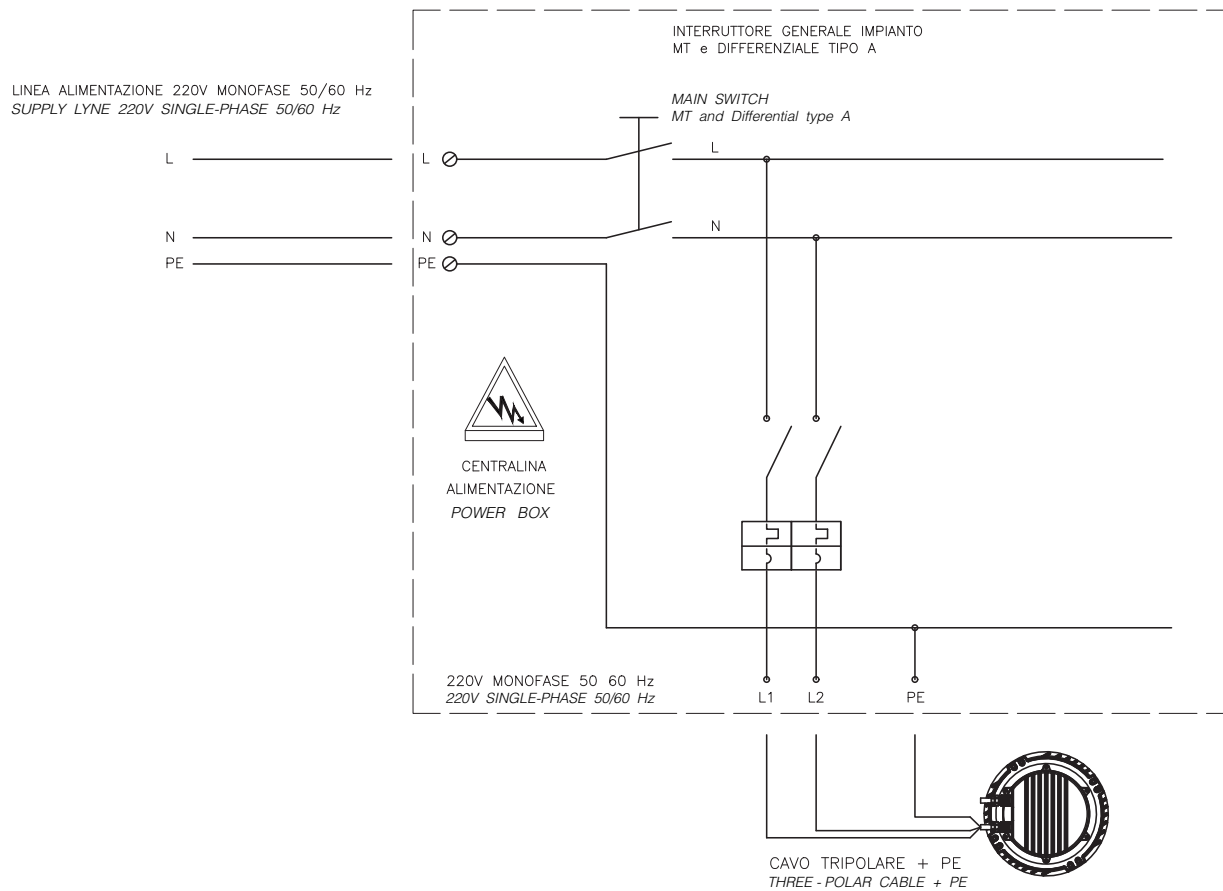 INTERRUTTORE GENERALE IMPIANTO
MT e DIFFERENZIALE TIPO A
LINEA ALIMENTAZIONE 220V MONOFASE 50/60 Hz
SUPPLY LYNE 220V SINGLE-PHASE 50/60 Hz
MAIN SWITCH
MT and Differential type A
L
L
L
N
N
N
PE
PE
CENTRALINA
ALIMENTAZIONE
POWER BOX
220V MONOFASE 50 60 Hz
220V SINGLE-PHASE 50/60 Hz
L1
L2
PE
CAVO TRIPOLARE + PE
THREE - POLAR CABLE + PE